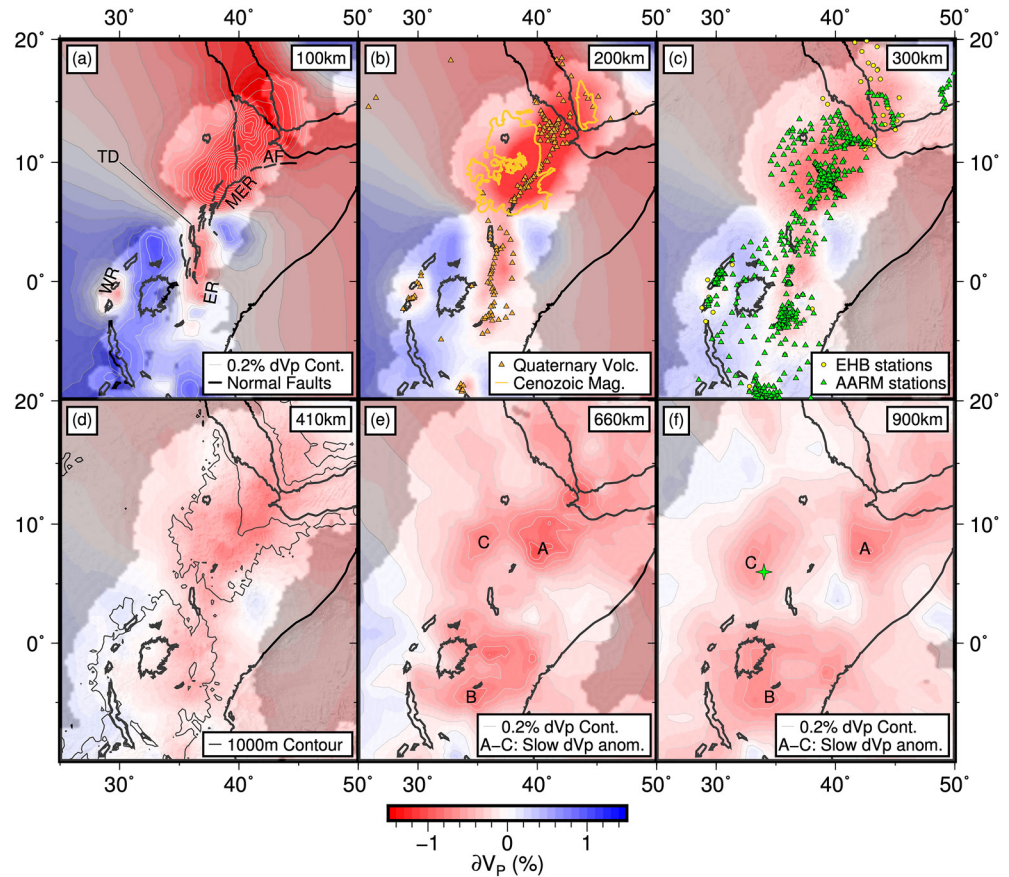 30° 40° 50° 30° 40° 50° 30° 40° 50°
20° 20°
(a) 100km (b) 200km (c) 300km
TD AF
10° 10°
MER
WR
0° 0°
ER
0.2% dVp Cont.
Normal Faults
Quaternary Volc.
Cenozoic Mag.
EHB stations
AARM stations
20° 20°
(d) 410km (e) 660km (f) 900km
10° 10°
C A
C A
0° 0°
B B
1000m Contour
0.2% dVp Cont.
A–C: Slow dVp anom.
0.2% dVp Cont.
A–C: Slow dVp anom.
30° 40° 50° 30° 40° 50° 30° 40° 50°
−1 0 1
∂VP (%)